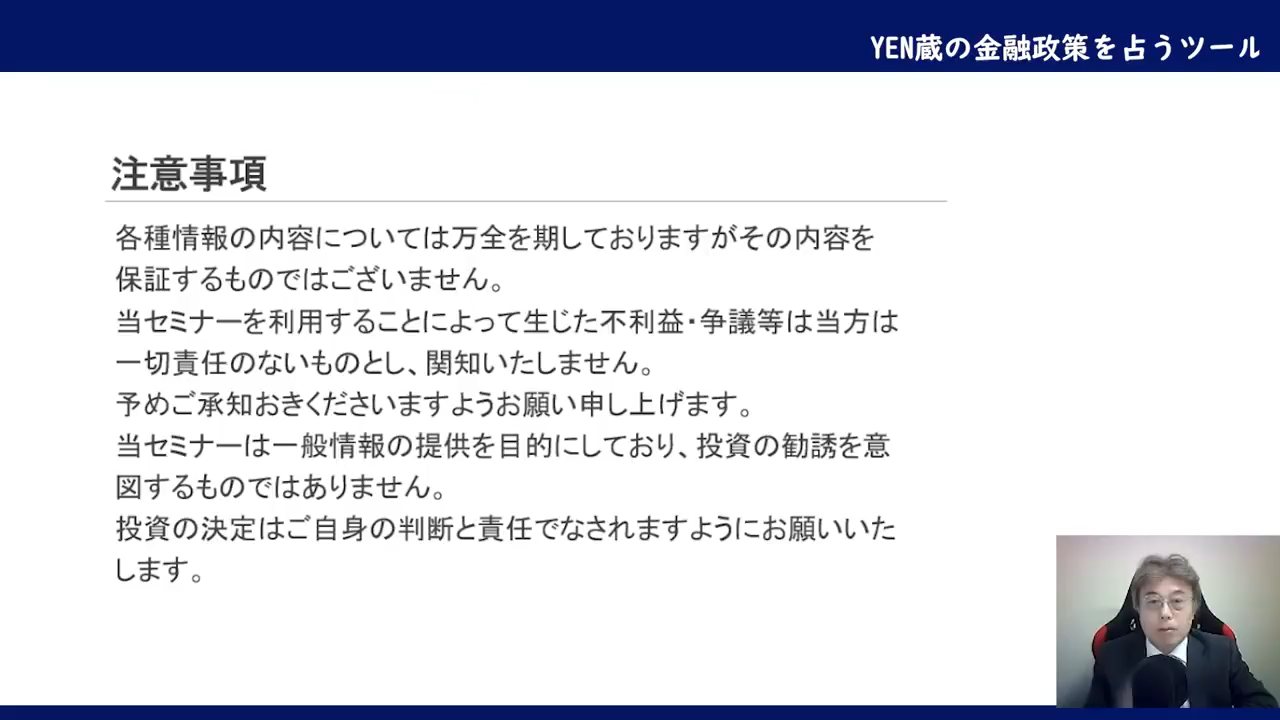 YEN蔵の金融政策を占うツール
注意事項
各種情報の内容については万全を期しておりますがその内容を
保証するものではございません。
当セミナーを利用することによって生じた不利益・争議等は当方は
一切責任のないものとし、関知いたしません。
予めご承知おきくださいますようお願い申し上げます。
当セミナーは一般情報の提供を目的にしており、投資の勧誘を意
図するものではありません。
投資の決定はご自身の判断と責任でなされますようにお願いいた
します。